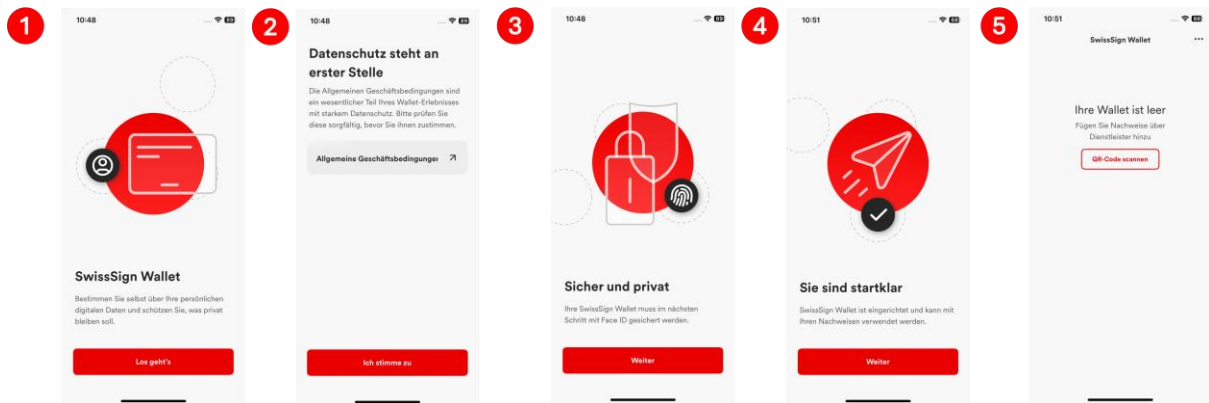 1
10:48
89
SwissSign Wallet
Bestimmen Sie selbst über Ihre persönlichen
digitalen Daten und schützen Sie, was privat
bleiben soll.
Los geht's
2
10:48
89
Datenschutz steht an
erster Stelle
Die Allgemeinen Geschäftsbedingungen sind
ein wesentlicher Teil Ihres Wallet-Erlebnisses
mit starkem Datenschutz. Bitte prüfen Sie
diese sorgfältig, bevor Sie ihnen zustimmen.
Allgemeine Geschäftsbedingungen
Ich stimme zu
3
10:48
89
Sicher und privat
Ihre SwissSign Wallet muss im nächsten
Schritt mit Face ID gesichert werden.
Weiter
4
10:51
89
Sie sind startklar
SwissSign Wallet ist eingerichtet und kann mit
Ihren Nachweisen verwendet werden.
Weiter
5
10:51
89
SwissSign Wallet
Ihre Wallet ist leer
Fügen Sie Nachweise über
Dienstleister hinzu
QR-Code scannen